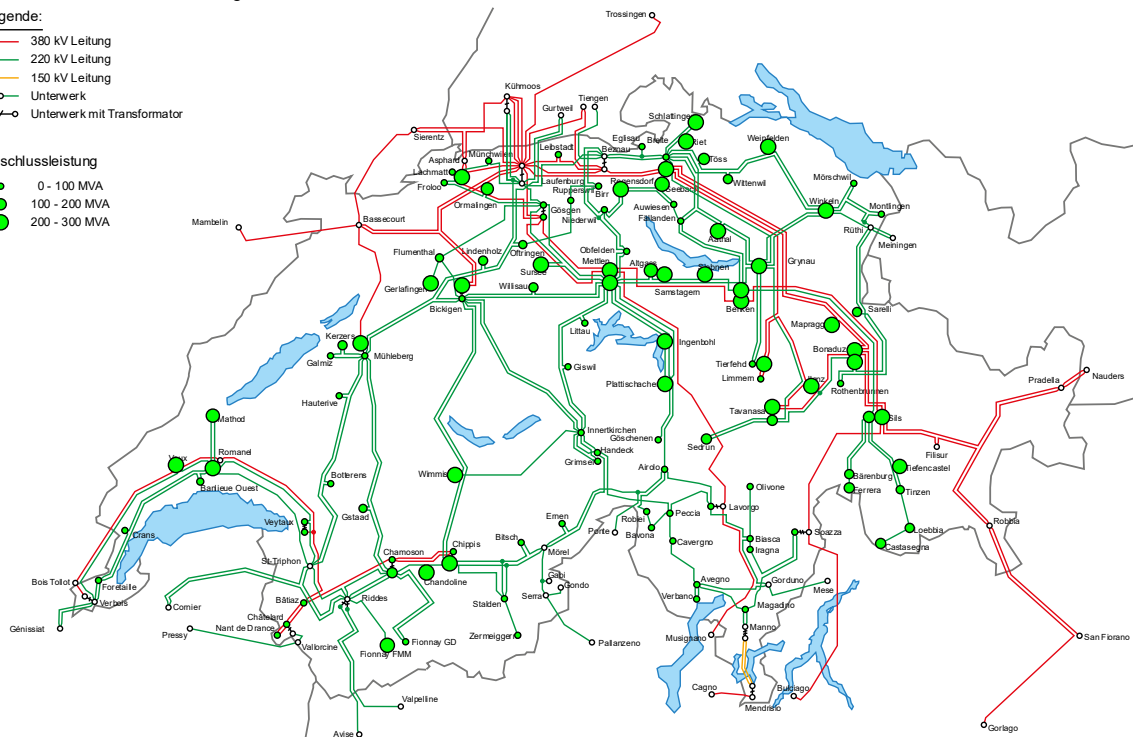 gende:
380 kV Leitung
220 kV Leitung
150 kV Leitung
Unterwerk
Unterwerk mit Transformator
schlussleistung
0 - 100 MVA
100 - 200 MVA
200 - 300 MVA
Trossingen
Kühmoos
Tiengen
Gurtweil
Sierentz
Asphard
Münchwilen
Lachmatt
Froloo
Ormalingen
Leibstadt
Laufenburg
Eglisau
Breite
Beznau
Schlattingen
Riet
Töss
Weinfelden
Wittenwil
Mörschwil
Winkeln
Montlingen
Rüthi
Meiningen
Regensdorf
Seebach
Rupperswil
Birr
Niederwil
Gösgen
Auwiesen
Fällanden
Aathal
Mambelin
Bassecourt
Flumenthal
Lindenholz
Oftringen
Sursee
Obfelden
Mettlen
Altgass
Samstagern
Grynau
Benken
Gerlafingen
Bickigen
Willisau
Littau
Sarelli
Mapragg
Bonaduz
Kerzers
Galmiz
Mühleberg
Hauterive
Giswil
Ingenbohl
Plattischachen
Tierfehd
Limmern
Rothenbrunnen
Tavanasa
Sils
Pradella
Nauders
Mathod
Romanel
Banlieue Ouest
Botterens
Gstaad
Wimmis
Innertkirchen
Handeck
Grimsel
Göschenen
Airolo
Sedrun
Filisur
Bärenburg
Ferrera
Tiefencastel
Tinzen
Loebbia
Castasegna
Robbia
Crans
Veytaux
St-Triphon
Chamoson
Chippis
Chandoline
Bitsch
Ernen
Mörel
Ponte
Robiei
Bavona
Peccia
Cavergno
Olivone
Lavorgo
Biasca
Iragna
Soazza
Bois Tollot
Foretaille
Verbois
Génissiat
Cornier
Pressy
Bâtiaz
Châtelard
Nant de Drance
Vallorcine
Riddes
Fionnay GD
Fionnay FMM
Stalden
Zermeiggern
Gabi
Gondo
Serra
Pallanzeno
Avegno
Verbano
Gorduno
Mese
Magadino
Manno
Musignano
Cagno
Mendrisio
Bulciago
San Fiorano
Gorlago
Valpelline
Avise